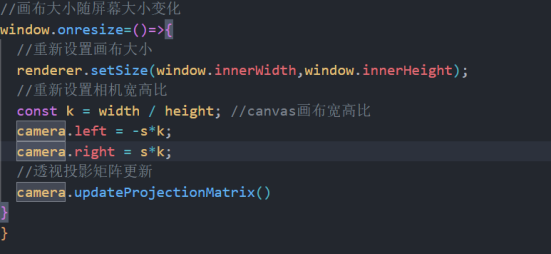 //画布大小随屏幕大小变化
window.onresize=()=>{
//重新设置画布大小
renderer.setSize(window.innerWidth,window.innerHeight);
//重新设置相机宽高比
const k = width / height; //canvas画布宽高比
camera.left = -s*k;
camera.right = s*k;
//透视投影矩阵更新
camera.updateProjectionMatrix()
}
}